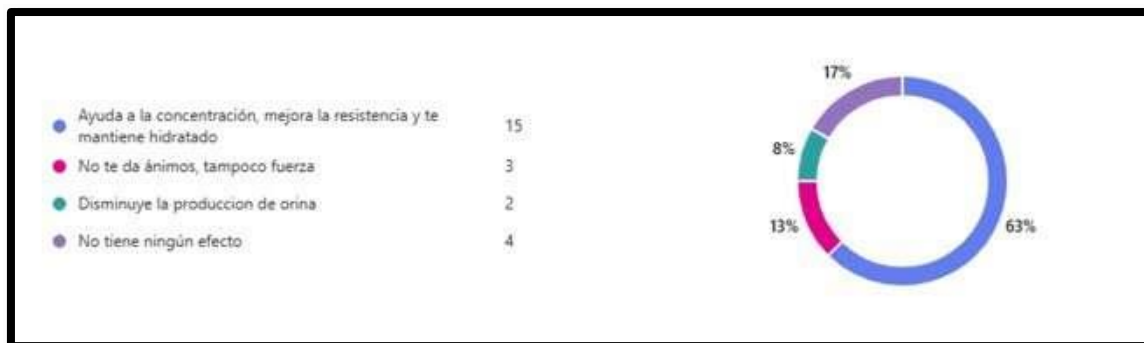 Ayuda a la concentración, mejora la resistencia y te
mantiene hidratado
15
No te da ánimos, tampoco fuerza
3
Disminuye la produccion de orina
2
No tiene ningún efecto
4
17%
8%
13%
63%